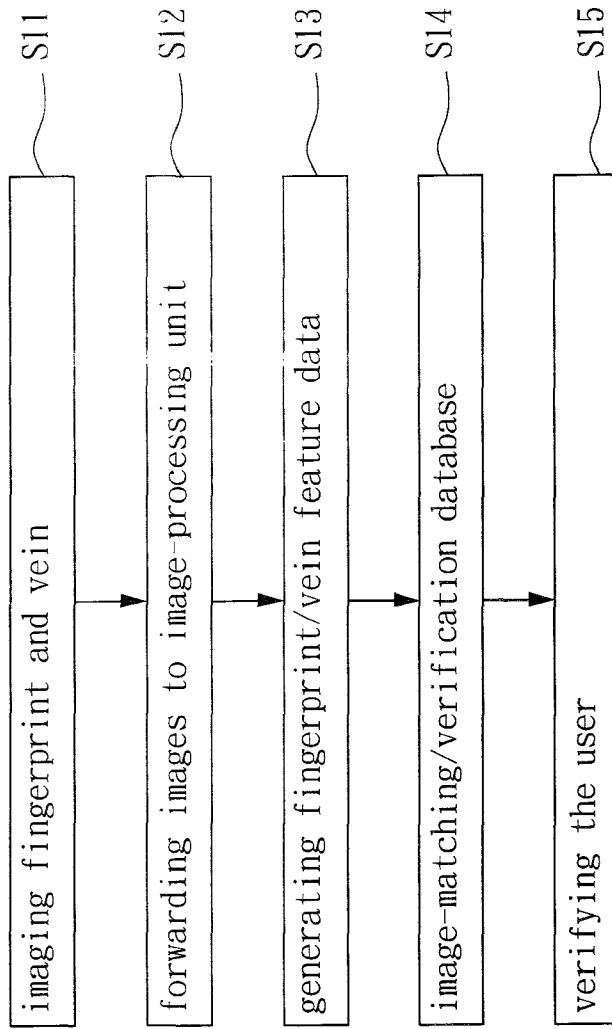 imaging fingerprint and vein
S11
forwarding images to image-processing unit
S12
generating fingerprint/vein feature data
S13
image-matching/verification database
S14
verifying the user
S15